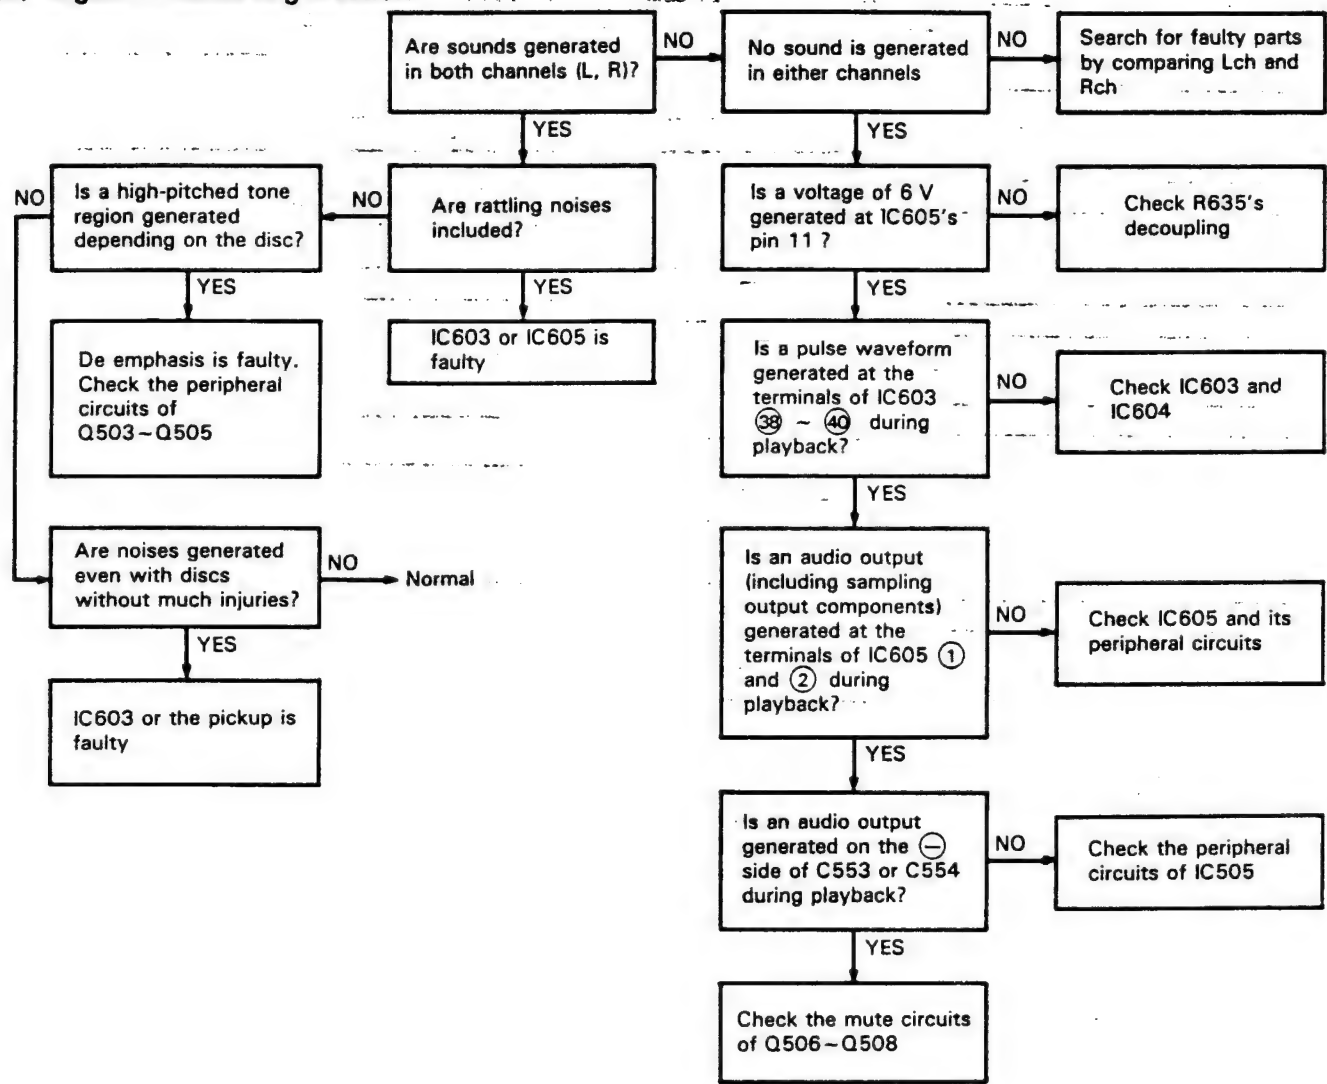 Are sounds generated
in both channels (L, R)?
NO
No sound is generated
in either channels
NO
Search for faulty parts
by comparing Lch and
Rch
YES
YES
NO
Is a high-pitched tone
region generated
depending on the disc?
NO
Are rattling noises
included?
Is a voltage of 6 V
generated at IC605's
pin 11 ?
NO
Check R635's
decoupling
YES
YES
YES
De emphasis is faulty.
Check the peripheral
circuits of
Q503~Q505
IC603 or IC605 is
faulty
Is a pulse waveform
generated at the
terminals of IC603
㊳ ~ ㊵ during
playback?
NO
Check IC603 and
IC604
YES
Are noises generated
even with discs
without much injuries?
NO
Normal
Is an audio output
(including sampling
output components)
generated at the
terminals of IC605 ①
and ② during
playback?
NO
Check IC605 and its
peripheral circuits
YES
IC603 or the pickup is
faulty
YES
Is an audio output
generated on the ⊖
side of C553 or C554
during playback?
NO
Check the peripheral
circuits of IC505
YES
Check the mute circuits
of Q506~Q508